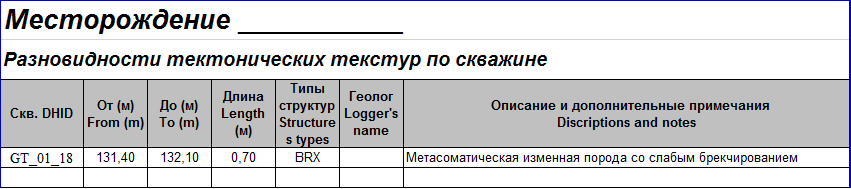 Месторождение ____________
Разновидности тектонических текстур по скважине
Скв. DHID
От (м)
From (m)
До (м)
To (m)
Длина
Length
(м)
Типы
структур
Structure
s types
Геолог
Logger's
name
Описание и дополнительные примечания
Discriptions and notes
GT_01_18 131,40 132,10 0,70 BRX Метасоматическая изменная порода со слабым брекчированием